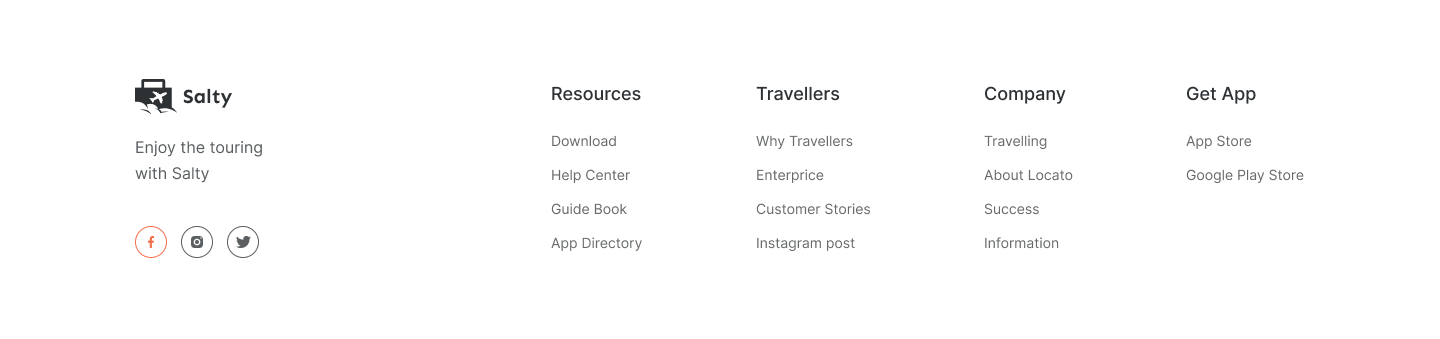 Salty
Enjoy the touring
with Salty
Resources
Download
Help Center
Guide Book
App Directory
Travellers
Why Travellers
Enterprice
Customer Stories
Instagram post
Company
Travelling
About Locato
Success
Information
Get App
App Store
Google Play Store